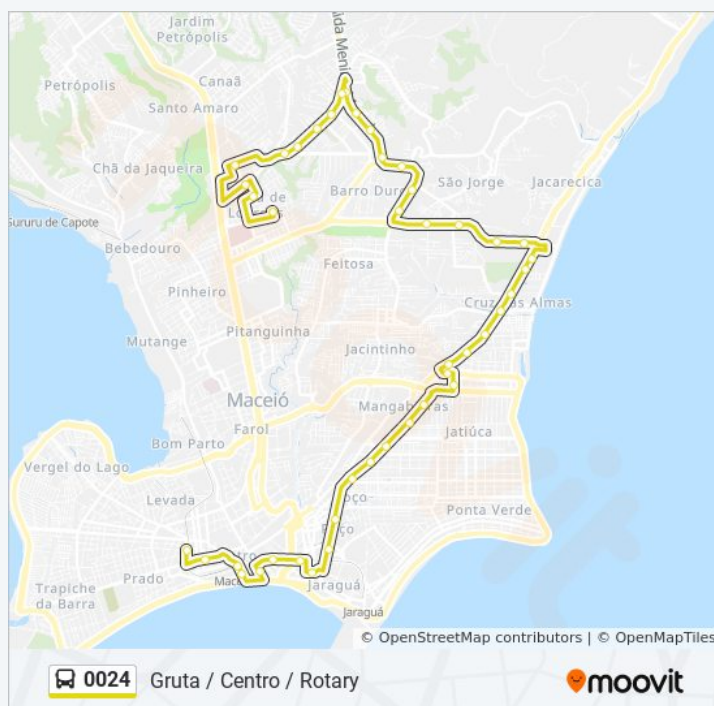 Jardim
Petrópolis
Petrópolis
Canaã
Santo Amaro
Chã da Jaqueira
Barro Duro
São Jorge
Jacarecica
Gururu de Capote
Bebedouro
Feitosa
Pinheiro
Cruz das Almas
Pitanguinha
Mutange
Jacintinho
Maceió
Mangabeiras
Farol
Bom Parto
Jatiúca
Vergel do Lago
Levada
Ponta Verde
Poço
Prado
Jaraguá
Trapiche
da Barra
Jaraguá
© OpenStreetMap contributors | © OpenMapTiles
0024 Gruta / Centro / Rotary
moovit